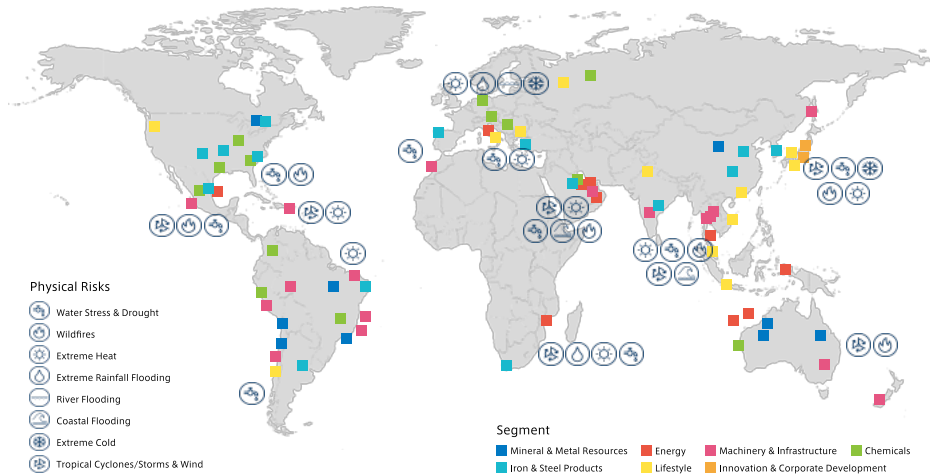 Physical Risks
Water Stress & Drought
Wildfires
Extreme Heat
Extreme Rainfall Flooding
River Flooding
Coastal Flooding
Extreme Cold
Tropical Cyclones/Storms & Wind
Segment
Mineral & Metal Resources Energy Machinery & Infrastructure Chemicals
Iron & Steel Products Lifestyle Innovation & Corporate Development